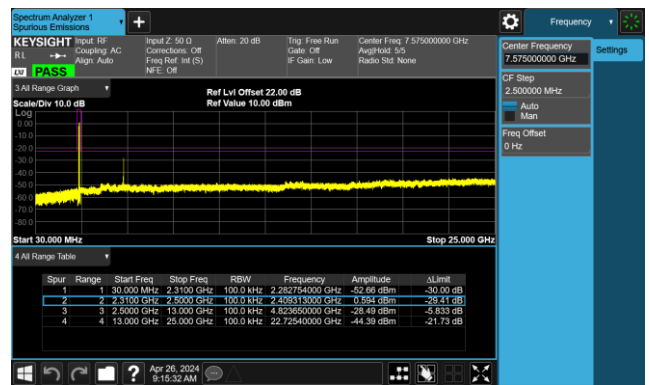 Spectrum Analyzer 1
Spurious Emissions
Frequency
KEYSIGHT Input: RF Input Z: 50 Ω Atten: 20 dB Trig: Free Run Center Freq: 7.575000000 GHz
RL Coupling: AC Corrections: Off Gate: Off Avg|Hold: 5/5
Align: Auto Freq Ref: Int (S) IF Gain: Low Radio Std: None
PASS NFE: Off
3 All Range Graph
Ref Lvl Offset 22.00 dB
Scale/Div 10.0 dB Ref Value 10.00 dBm
Log
0.00
-10.0
-20.0
-30.0
-40.0
-50.0
-60.0
-70.0
-80.0
Start 30.000 MHz Stop 25.000 GHz
4 All Range Table
Spur Range Start Freq Stop Freq RBW Frequency Amplitude ΔLimit
1 1 30.000 MHz 2.3100 GHz 100.0 kHz 2.282754000 GHz -52.66 dBm -30.00 dB
2 2 2.3100 GHz 2.5000 GHz 100.0 kHz 2.409313000 GHz 0.594 dBm -29.41 dB
3 3 2.5000 GHz 13.000 GHz 100.0 kHz 4.823650000 GHz -28.49 dBm -5.833 dB
4 4 13.000 GHz 25.000 GHz 100.0 kHz 22.72540000 GHz -44.39 dBm -21.73 dB
Center Frequency
7.575000000 GHz
Settings
CF Step
2.500000 MHz
Auto
Man
Freq Offset
0 Hz
?
Apr 26, 2024
9:15:32 AM